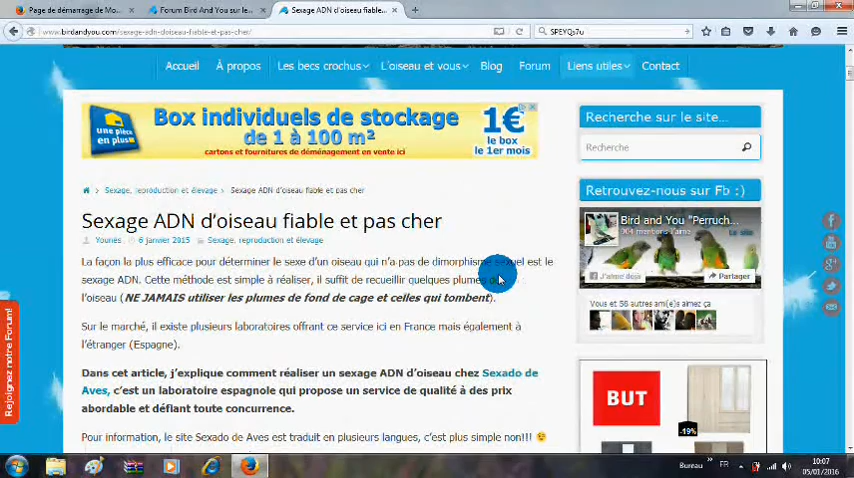 Page de démarrage de Mo...
Forum Bird And You sur le...
Sexage ADN d'oiseau fiable...
www.birdandyou.com/sexage-adn-doiseau-fiable-et-pas-cher/
SPEYQs7u
Accueil À propos Les becs crochus L'oiseau et vous Blog Forum Liens utiles Contact
une pièce en plus
Box individuels de stockage
de 1 à 100 m²
cartons et fournitures de déménagement en vente ici
1€
le box
le 1er mois
Sexage, reproduction et élevage > Sexage ADN d'oiseau fiable et pas cher
Sexage ADN d'oiseau fiable et pas cher
Younès 6 janvier 2015 Sexage, reproduction et élevage
La façon la plus efficace pour déterminer le sexe d'un oiseau qui n'a pas de dimorphisme sexuel est le
sexage ADN. Cette méthode est simple à réaliser, il suffit de recueillir quelques plumes
l'oiseau (NE JAMAIS utiliser les plumes de fond de cage et celles qui tombent).
Sur le marché, il existe plusieurs laboratoires offrant ce service ici en France mais également à
l'étranger (Espagne).
Dans cet article, j'explique comment réaliser un sexage ADN d'oiseau chez Sexado de
Aves, c'est un laboratoire espagnole qui propose un service de qualité à des prix
abordable et défiant toute concurrence.
Pour information, le site Sexado de Aves est traduit en plusieurs langues, c'est plus simple non!!!
Recherche sur le site...
Recherche
Retrouvez-nous sur Fb :)
Bird and You "Perruch...
904 mentions J'aime
Le site
J'aime déjà
Partager
Vous et 56 autres am(e)s aimez ça
BUT
-19%
Rejoignez notre Forum!
Bureau
FR
10:07
05/01/2016